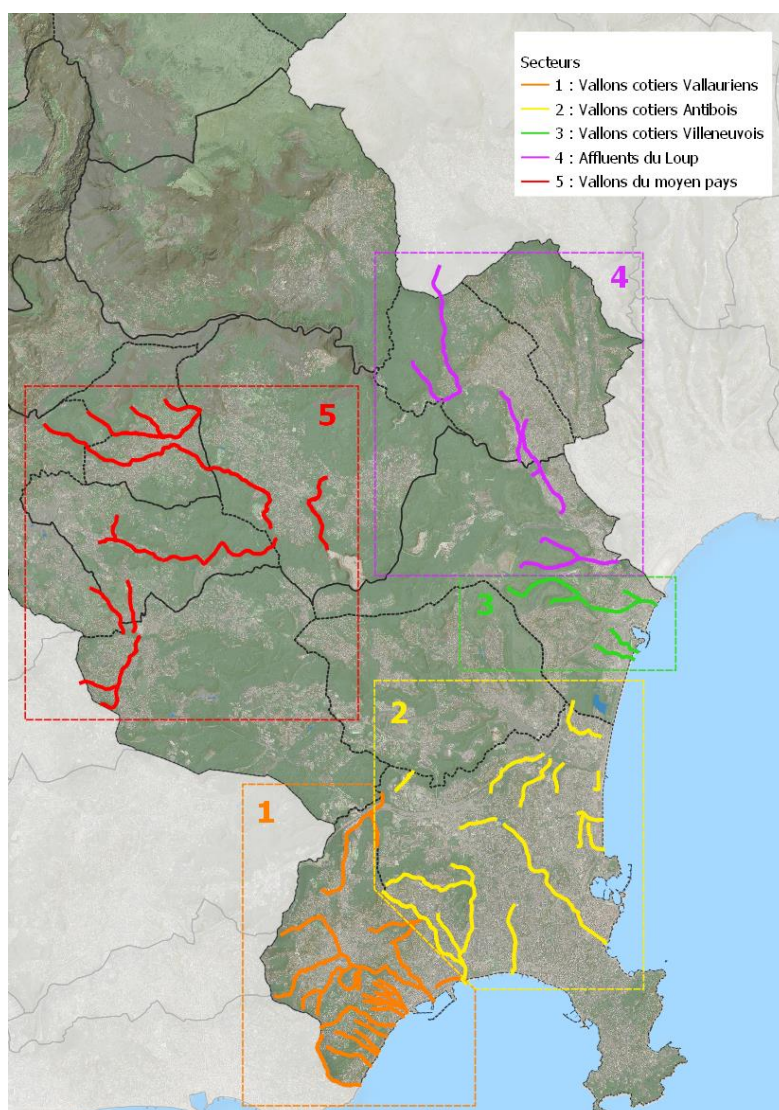 Secteurs
1 : Vallons cotiers Vallauriens
2 : Vallons cotiers Antibois
3 : Vallons cotiers Villeneuvois
4 : Affluents du Loup
5 : Vallons du moyen pays
4
5
3
2
1